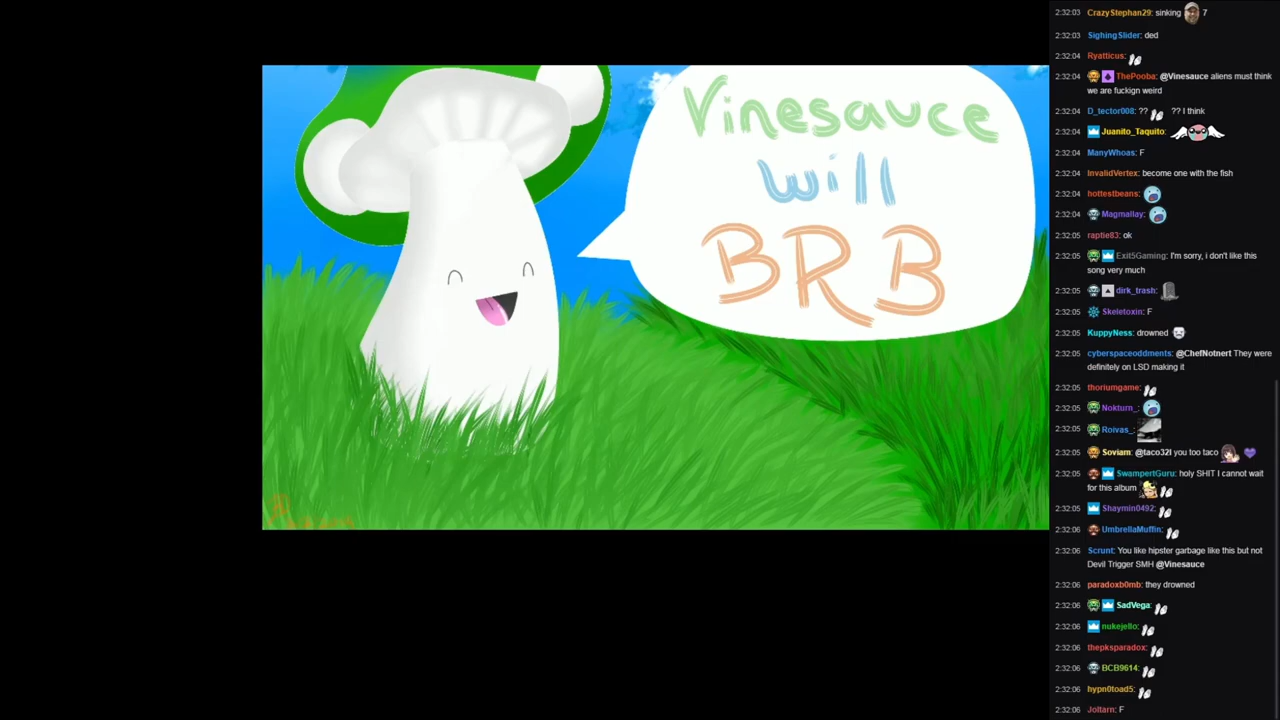 Vinesauce
will
BRB
2:32:03 CrazyStephan29: sinking 7
2:32:03 SighingSlider: ded
2:32:04 Ryatticus:
2:32:04 ThePooba: @Vinesauce aliens must think
we are fuckign weird
2:32:04 D_tector008: ?? ?? I think
2:32:04 Juanito_Taquito:
2:32:04 ManyWhoas: F
2:32:04 InvalidVertex: become one with the fish
2:32:04 hottestbeans:
2:32:04 Magmallay:
2:32:05 raptie83: ok
2:32:05 Exit5Gaming: I'm sorry, i don't like this
song very much
2:32:05 dirk_trash:
2:32:05 Skeletoxin: F
2:32:05 KuppyNess: drowned
2:32:05 cyberspaceoddments: @ChefNotnert They were
definitely on LSD making it
2:32:05 thoriumgame:
2:32:05 Nokturn_:
2:32:05 Roivas_:
2:32:05 Soviam: @taco32l you too taco
2:32:05 SwampertGuru: holy SHIT I cannot wait
for this album
2:32:05 Shaymin0492:
2:32:06 UmbrellaMuffin:
2:32:06 Scrunt: You like hipster garbage like this but not
Devil Trigger SMH @Vinesauce
2:32:06 paradoxb0mb: they drowned
2:32:06 SadVega:
2:32:06 nukejello:
2:32:06 thepksparadox:
2:32:06 BCB9614:
2:32:06 hypn0toad5:
2:32:06 Joltarn: F